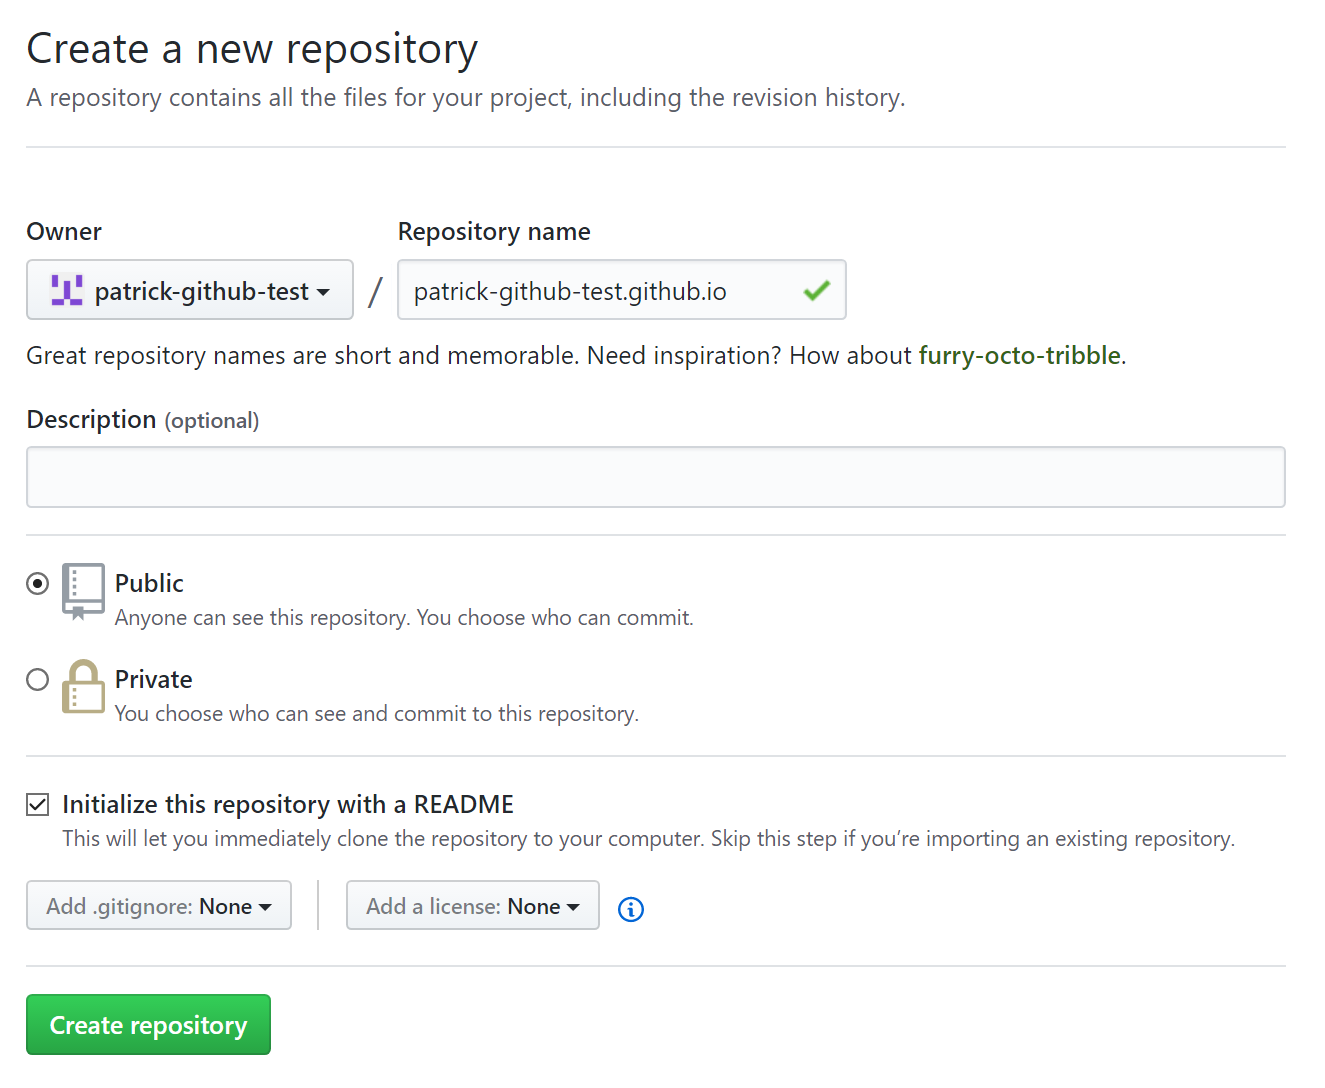 Create a new repository
A repository contains all the files for your project, including the revision history.
Owner
Repository name
patrick-github-test / patrick-github-test.github.io
Great repository names are short and memorable. Need inspiration? How about furry-octo-tribble.
Description (optional)
Public
Anyone can see this repository. You choose who can commit.
Private
You choose who can see and commit to this repository.
Initialize this repository with a README
This will let you immediately clone the repository to your computer. Skip this step if you’re importing an existing repository.
Add .gitignore: None
Add a license: None
Create repository